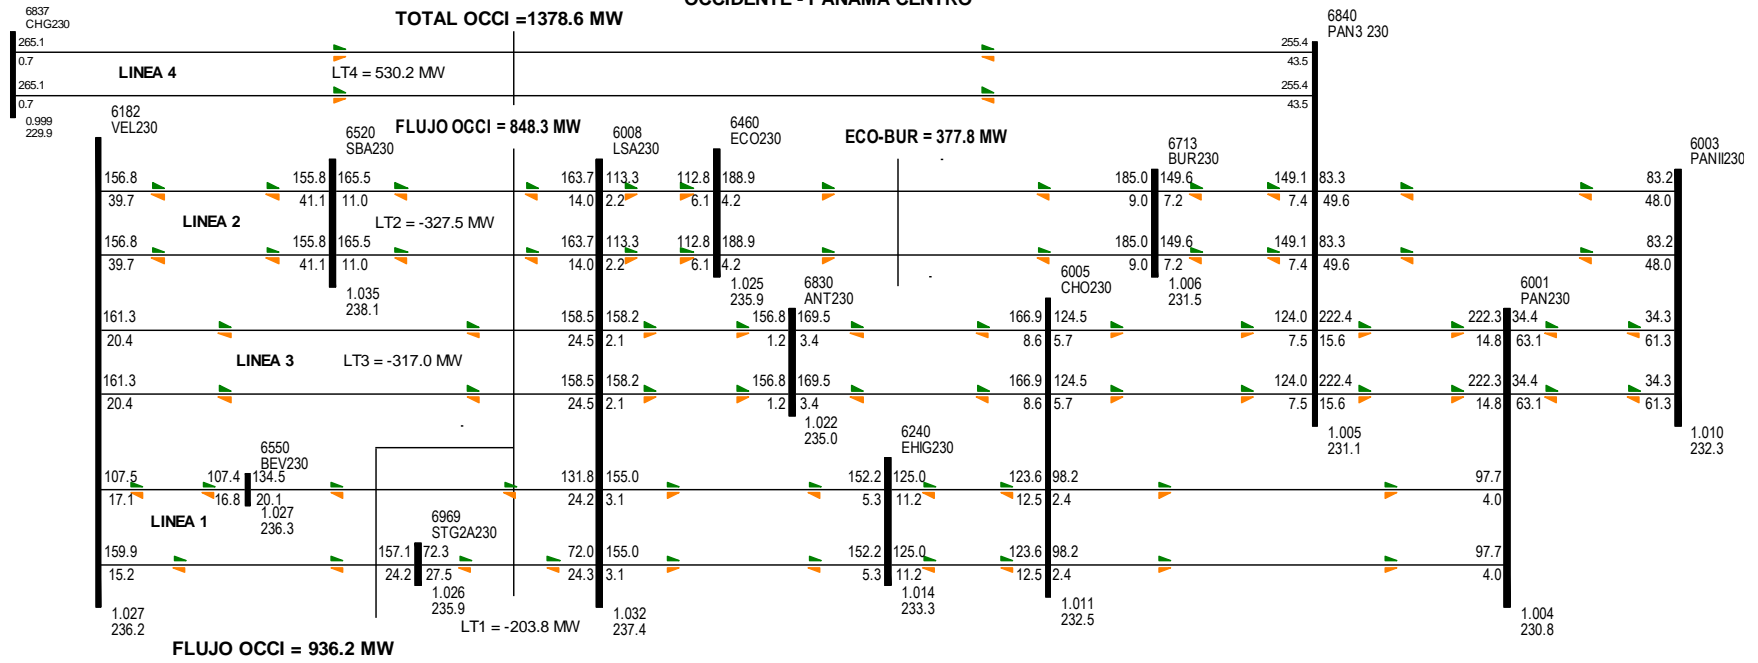 OCCIDENTE - PANAMÁ CENTRO
TOTAL OCCI =1378.6 MW
6837
CHG230
6840
PAN3 230
265.1
255.4
0.7
43.5
LINEA 4
LT4 = 530.2 MW
265.1
255.4
0.7
43.5
0.999
229.9
6182
VEL230
6520
SBA230
FLUJO OCCI = 848.3 MW
6008
LSA230
6460
ECO230
ECO-BUR = 377.8 MW
6713
BUR230
6003
PANII230
156.8 155.8 165.5 163.7 113.3 112.8 188.9 185.0 149.6 149.1 83.3 83.2
39.7 41.1 11.0 14.0 2.2 6.1 4.2 9.0 7.2 7.4 49.6 48.0
LINEA 2
LT2 = -327.5 MW
156.8 155.8 165.5 163.7 113.3 112.8 188.9 185.0 149.6 149.1 83.3 83.2
39.7 41.1 11.0 14.0 2.2 6.1 4.2 9.0 7.2 7.4 49.6 48.0
1.035
238.1
1.025
235.9
6830
ANT230
6005
CHO230
1.006
231.5
6001
PAN230
161.3 158.5 158.2 156.8 169.5 166.9 124.5 124.0 222.4 222.3 34.4 34.3
20.4 24.5 2.1 1.2 3.4 8.6 5.7 7.5 15.6 14.8 63.1 61.3
LINEA 3
LT3 = -317.0 MW
161.3 158.5 158.2 156.8 169.5 166.9 124.5 124.0 222.4 222.3 34.4 34.3
20.4 24.5 2.1 1.2 3.4 8.6 5.7 7.5 15.6 14.8 63.1 61.3
1.022
235.0
1.005
231.1
1.010
232.3
6550
BEV230
6240
EHIG230
107.5 107.4 134.5 131.8 155.0 152.2 125.0 123.6 98.2 97.7
17.1 16.8 20.1 24.2 3.1 5.3 11.2 12.5 2.4 4.0
1.027
236.3
LINEA 1
6969
STG2A230
159.9 157.1 72.3 72.0 155.0 152.2 125.0 123.6 98.2 97.7
15.2 24.2 27.5 24.3 3.1 5.3 11.2 12.5 2.4 4.0
1.026
235.9
1.014
233.3
1.011
232.5
1.027
236.2
LT1 = -203.8 MW
1.032
237.4
1.004
230.8
FLUJO OCCI = 936.2 MW